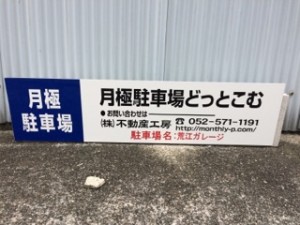 月極
駐車場
月極駐車場どっとこむ
●お問い合わせは
㈱不動産工房 ☎052-571-1191
http://monthly-p.com/
駐車場名:荒江ガレージ